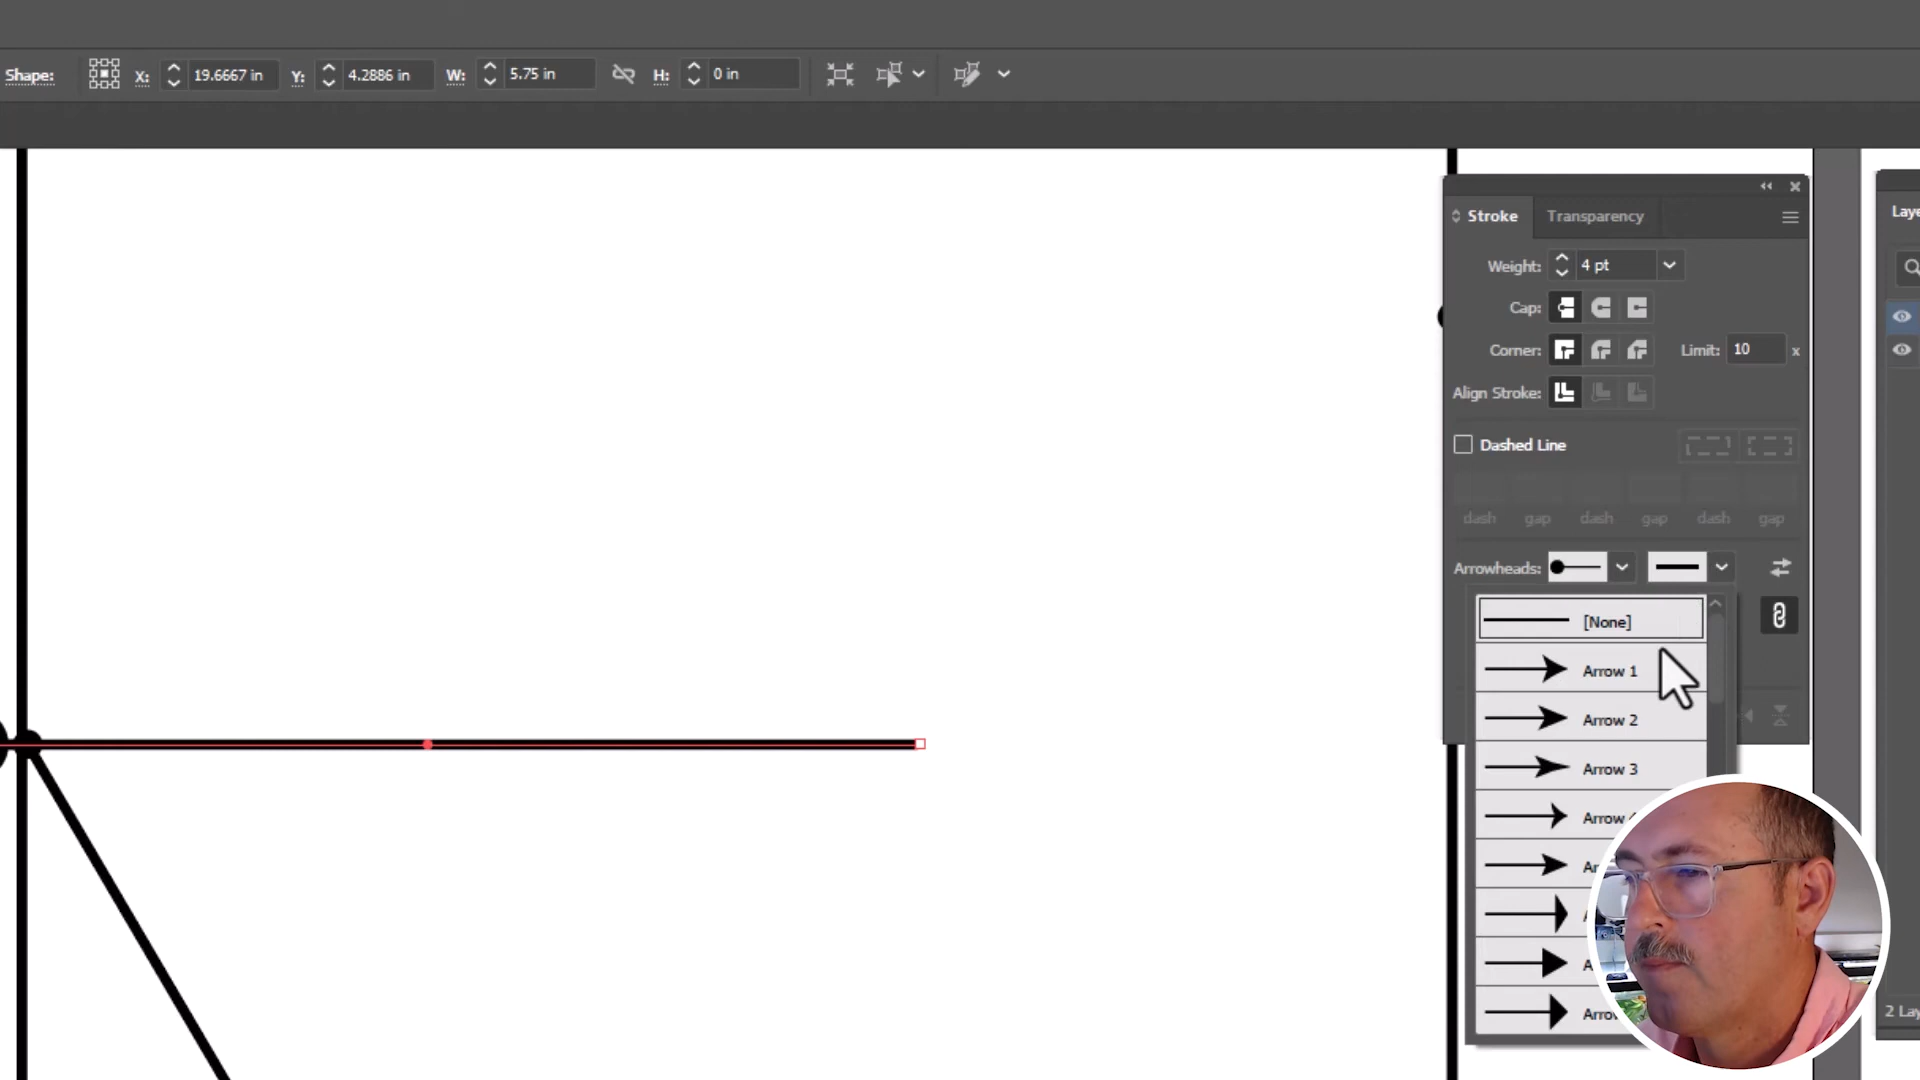 Shape: X: 19.6667 in Y: 4.2886 in W: 5.75 in H: 0 in
Stroke Transparency
Laye
Weight: 4 pt
Cap:
Corner: Limit: 10 x
Align Stroke:
Dashed Line
dash gap dash gap dash gap
Arrowheads:
[None]
Arrow 1
Arrow 2
Arrow 3
Arrow
Ar
A
A
Arro
2 Lay